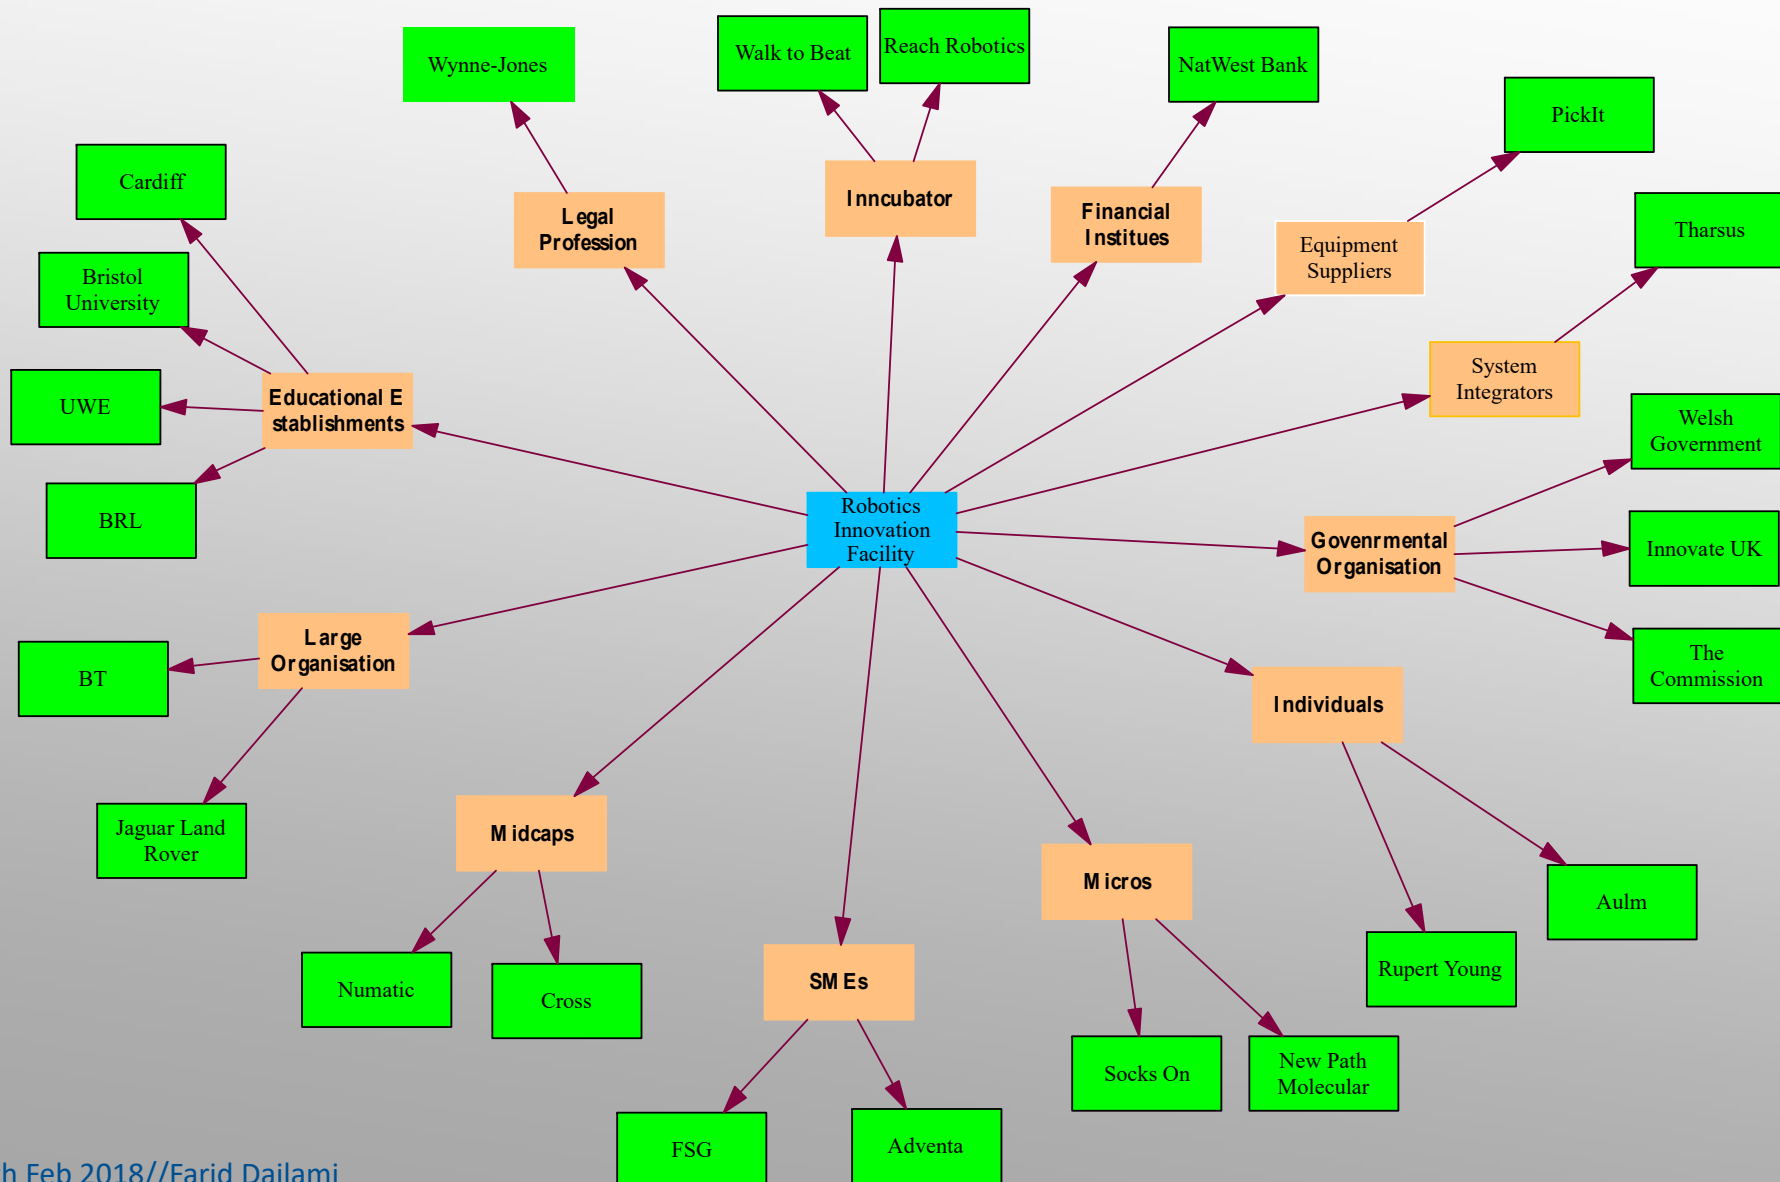 Wynne-Jones
Walk to Beat
Reach Robotics
NatWest Bank
PickIt
Cardiff
Legal
Profession
Inncubator
Financial
Institues
Equipment
Suppliers
Tharsus
Bristol
University
System
Integrators
UWE
Educational E
stablishments
Welsh
Government
BRL
Robotics
Innovation
Facility
Govenrmental
Organisation
Innovate UK
Large
Organisation
BT
The
Commission
Individuals
Jaguar Land
Rover
Midcaps
Micros
Aulm
Numatic
Cross
SMEs
Rupert Young
Socks On
New Path
Molecular
FSG
Adventa
h Feb 2018//Farid Dailami